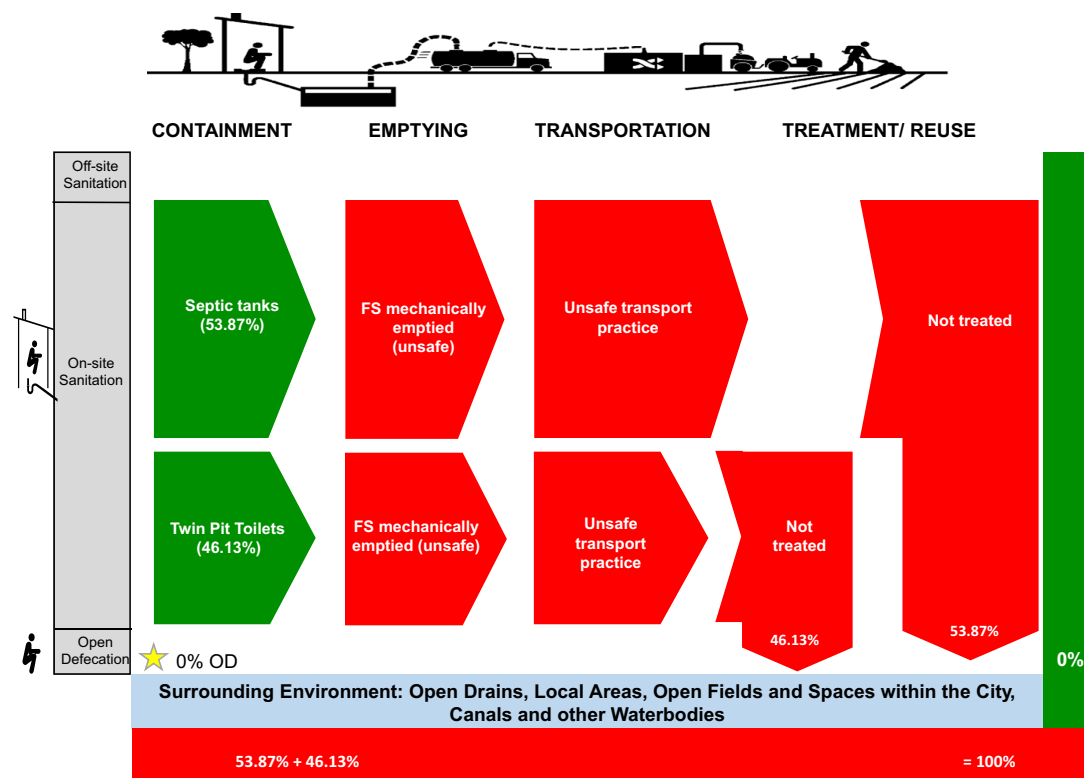 CONTAINMENT
EMPTYING
TRANSPORTATION
TREATMENT/ REUSE
Off-site
Sanitation
On-site
Sanitation
Open
Defecation
Septic tanks
(53.87%)
FS mechanically
emptied
(unsafe)
Unsafe transport
practice
Not treated
Twin Pit Toilets
(46.13%)
FS mechanically
emptied (unsafe)
Unsafe
transport
practice
Not
treated
46.13%
53.87%
0% OD
0%
Surrounding Environment: Open Drains, Local Areas, Open Fields and Spaces within the City,
Canals and other Waterbodies
53.87% + 46.13%
= 100%